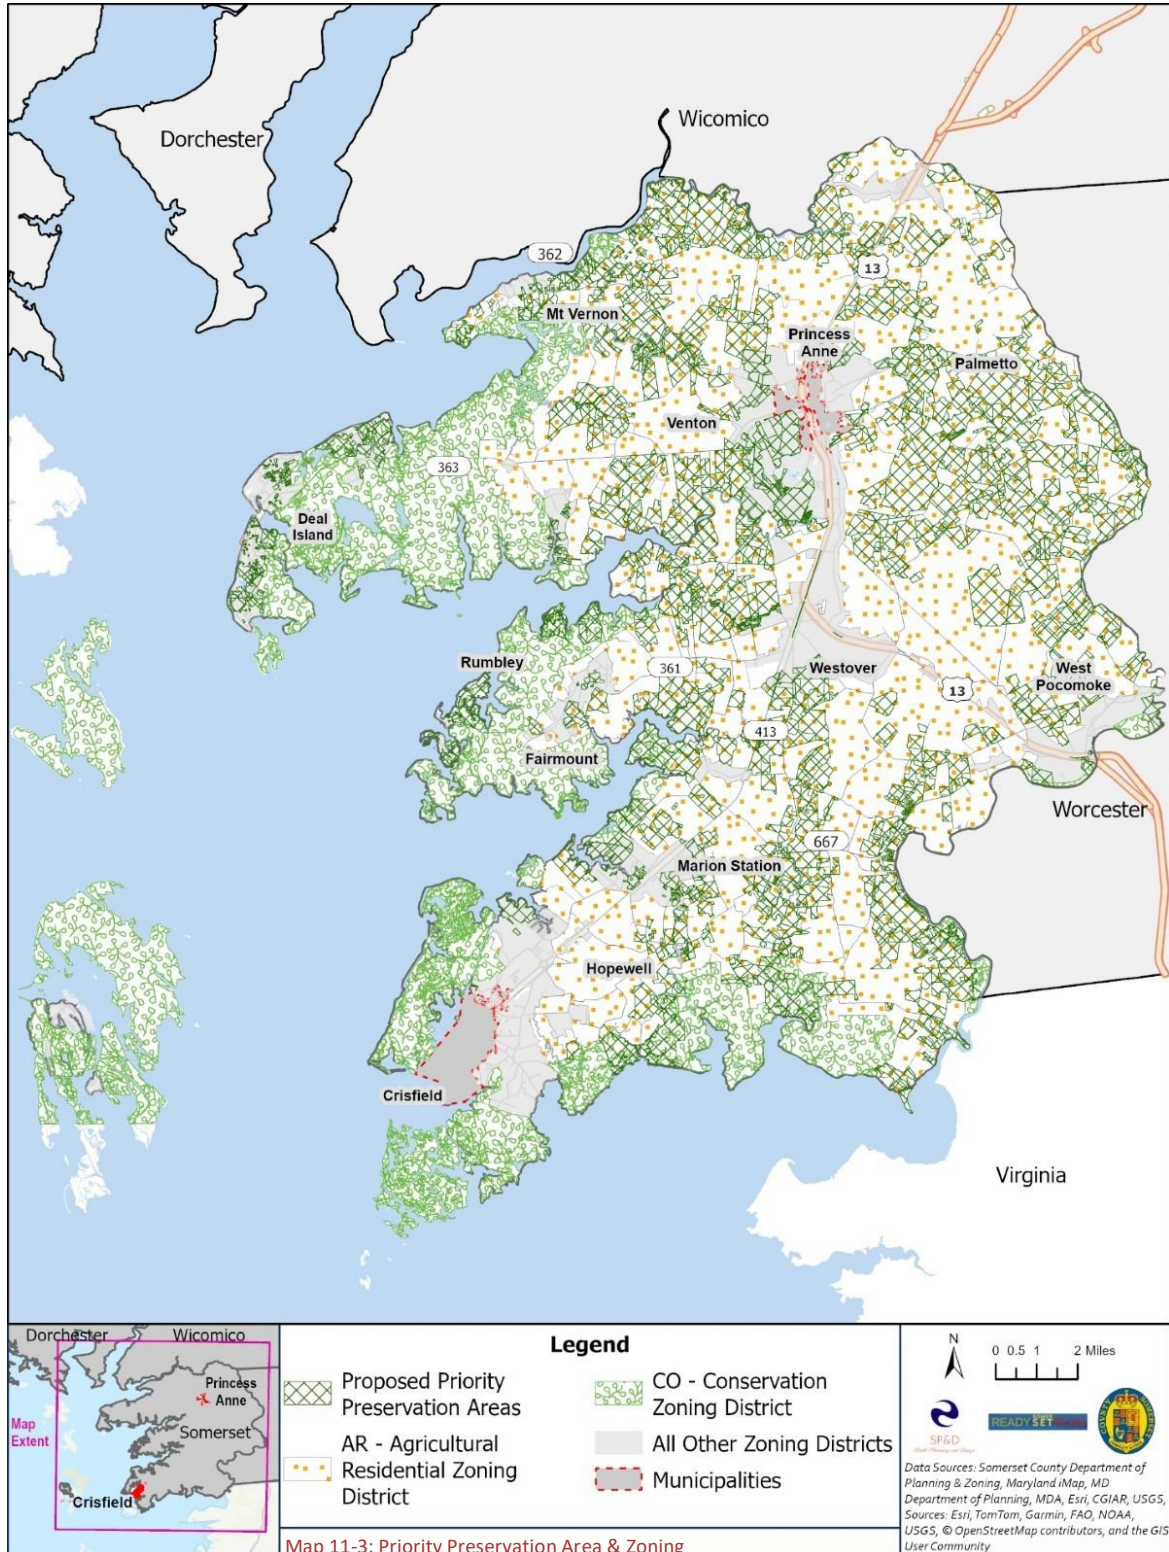 Wicomico
Dorchester
362
13
Mt Vernon
Princess
Anne
Palmetto
Venton
363
Deal
Island
Rumbley
361
Westover
West
Pocomoke
13
413
Fairmount
Worcester
667
Marion Station
Hopewell
Crisfield
Virginia
Dorchester
Wicomico
Princess
Anne
Map
Extent
Somerset
Crisfield
Legend
Proposed Priority
Preservation Areas
AR - Agricultural
Residential Zoning
District
CO - Conservation
Zoning District
All Other Zoning Districts
Municipalities
N
0 0.5 1 2 Miles
SP&D
READY SET
Data Sources: Somerset County Department of
Planning & Zoning, Maryland iMap, MD
Department of Planning, MDA, Esri, CGIAR, USGS,
Sources: Esri, TomTom, Garmin, FAO, NOAA,
USGS, © OpenStreetMap contributors, and the GIS
User Community
Map 11-3: Priority Preservation Area & Zoning